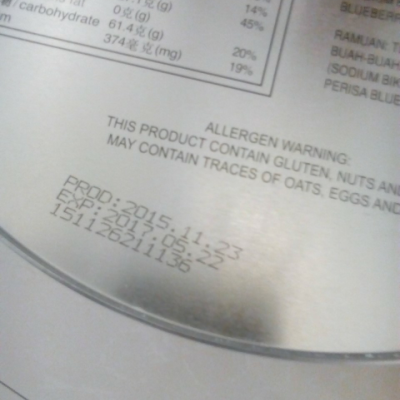 fat
0克(g)
14%
/carbohydrate 61.4克(g)
45%
374毫克(mg)
20%
19%
BLUEBERR
RAMUAN: T
BUAH-BUAH
(SODIUM BIK
PERISA BLUE
ALLERGEN WARNING:
THIS PRODUCT CONTAIN GLUTEN, NUTS AND
MAY CONTAIN TRACES OF OATS, EGGS AND
PROD:2015.11.23
EXP:2017.05.22
151126211136